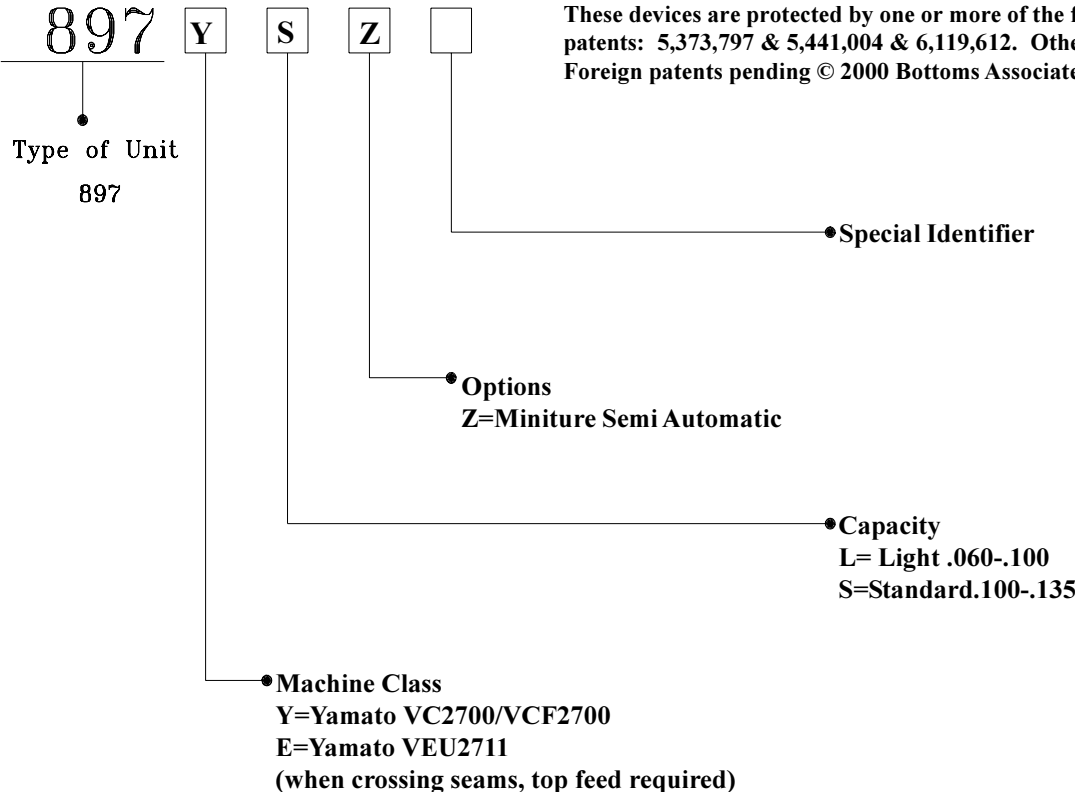 897 Y S Z
These devices are protected by one or more of the
patents: 5,373,797 & 5,441,004 & 6,119,612.
Foreign patents pending © 2000 Bottoms
Type of Unit
897
Special Identifier
Options
Z=Miniture Semi Automatic
Capacity
L= Light .060-.100
S=Standard.100-.135
Machine Class
Y=Yamato VC2700/VCF2700
E=Yamato VEU2711
(when crossing seams, top feed required)